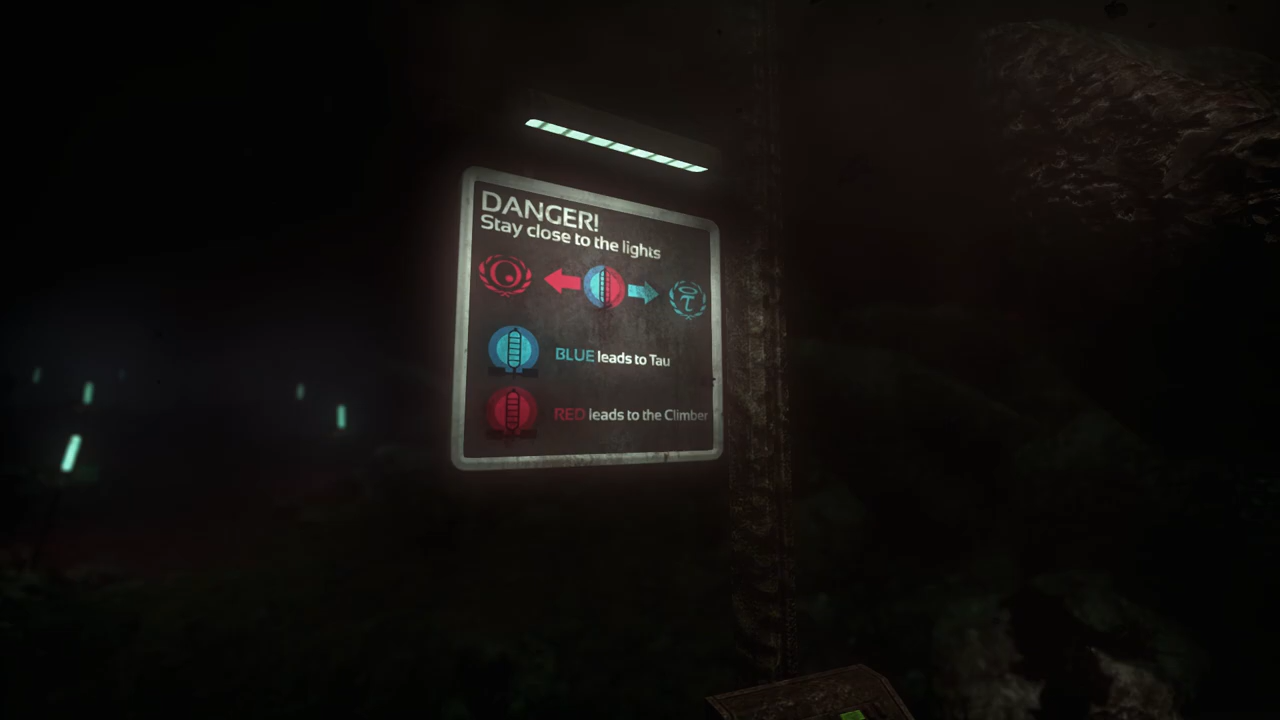 DANGER!
Stay close to the lights
τ
BLUE leads to Tau
RED leads to the Climber